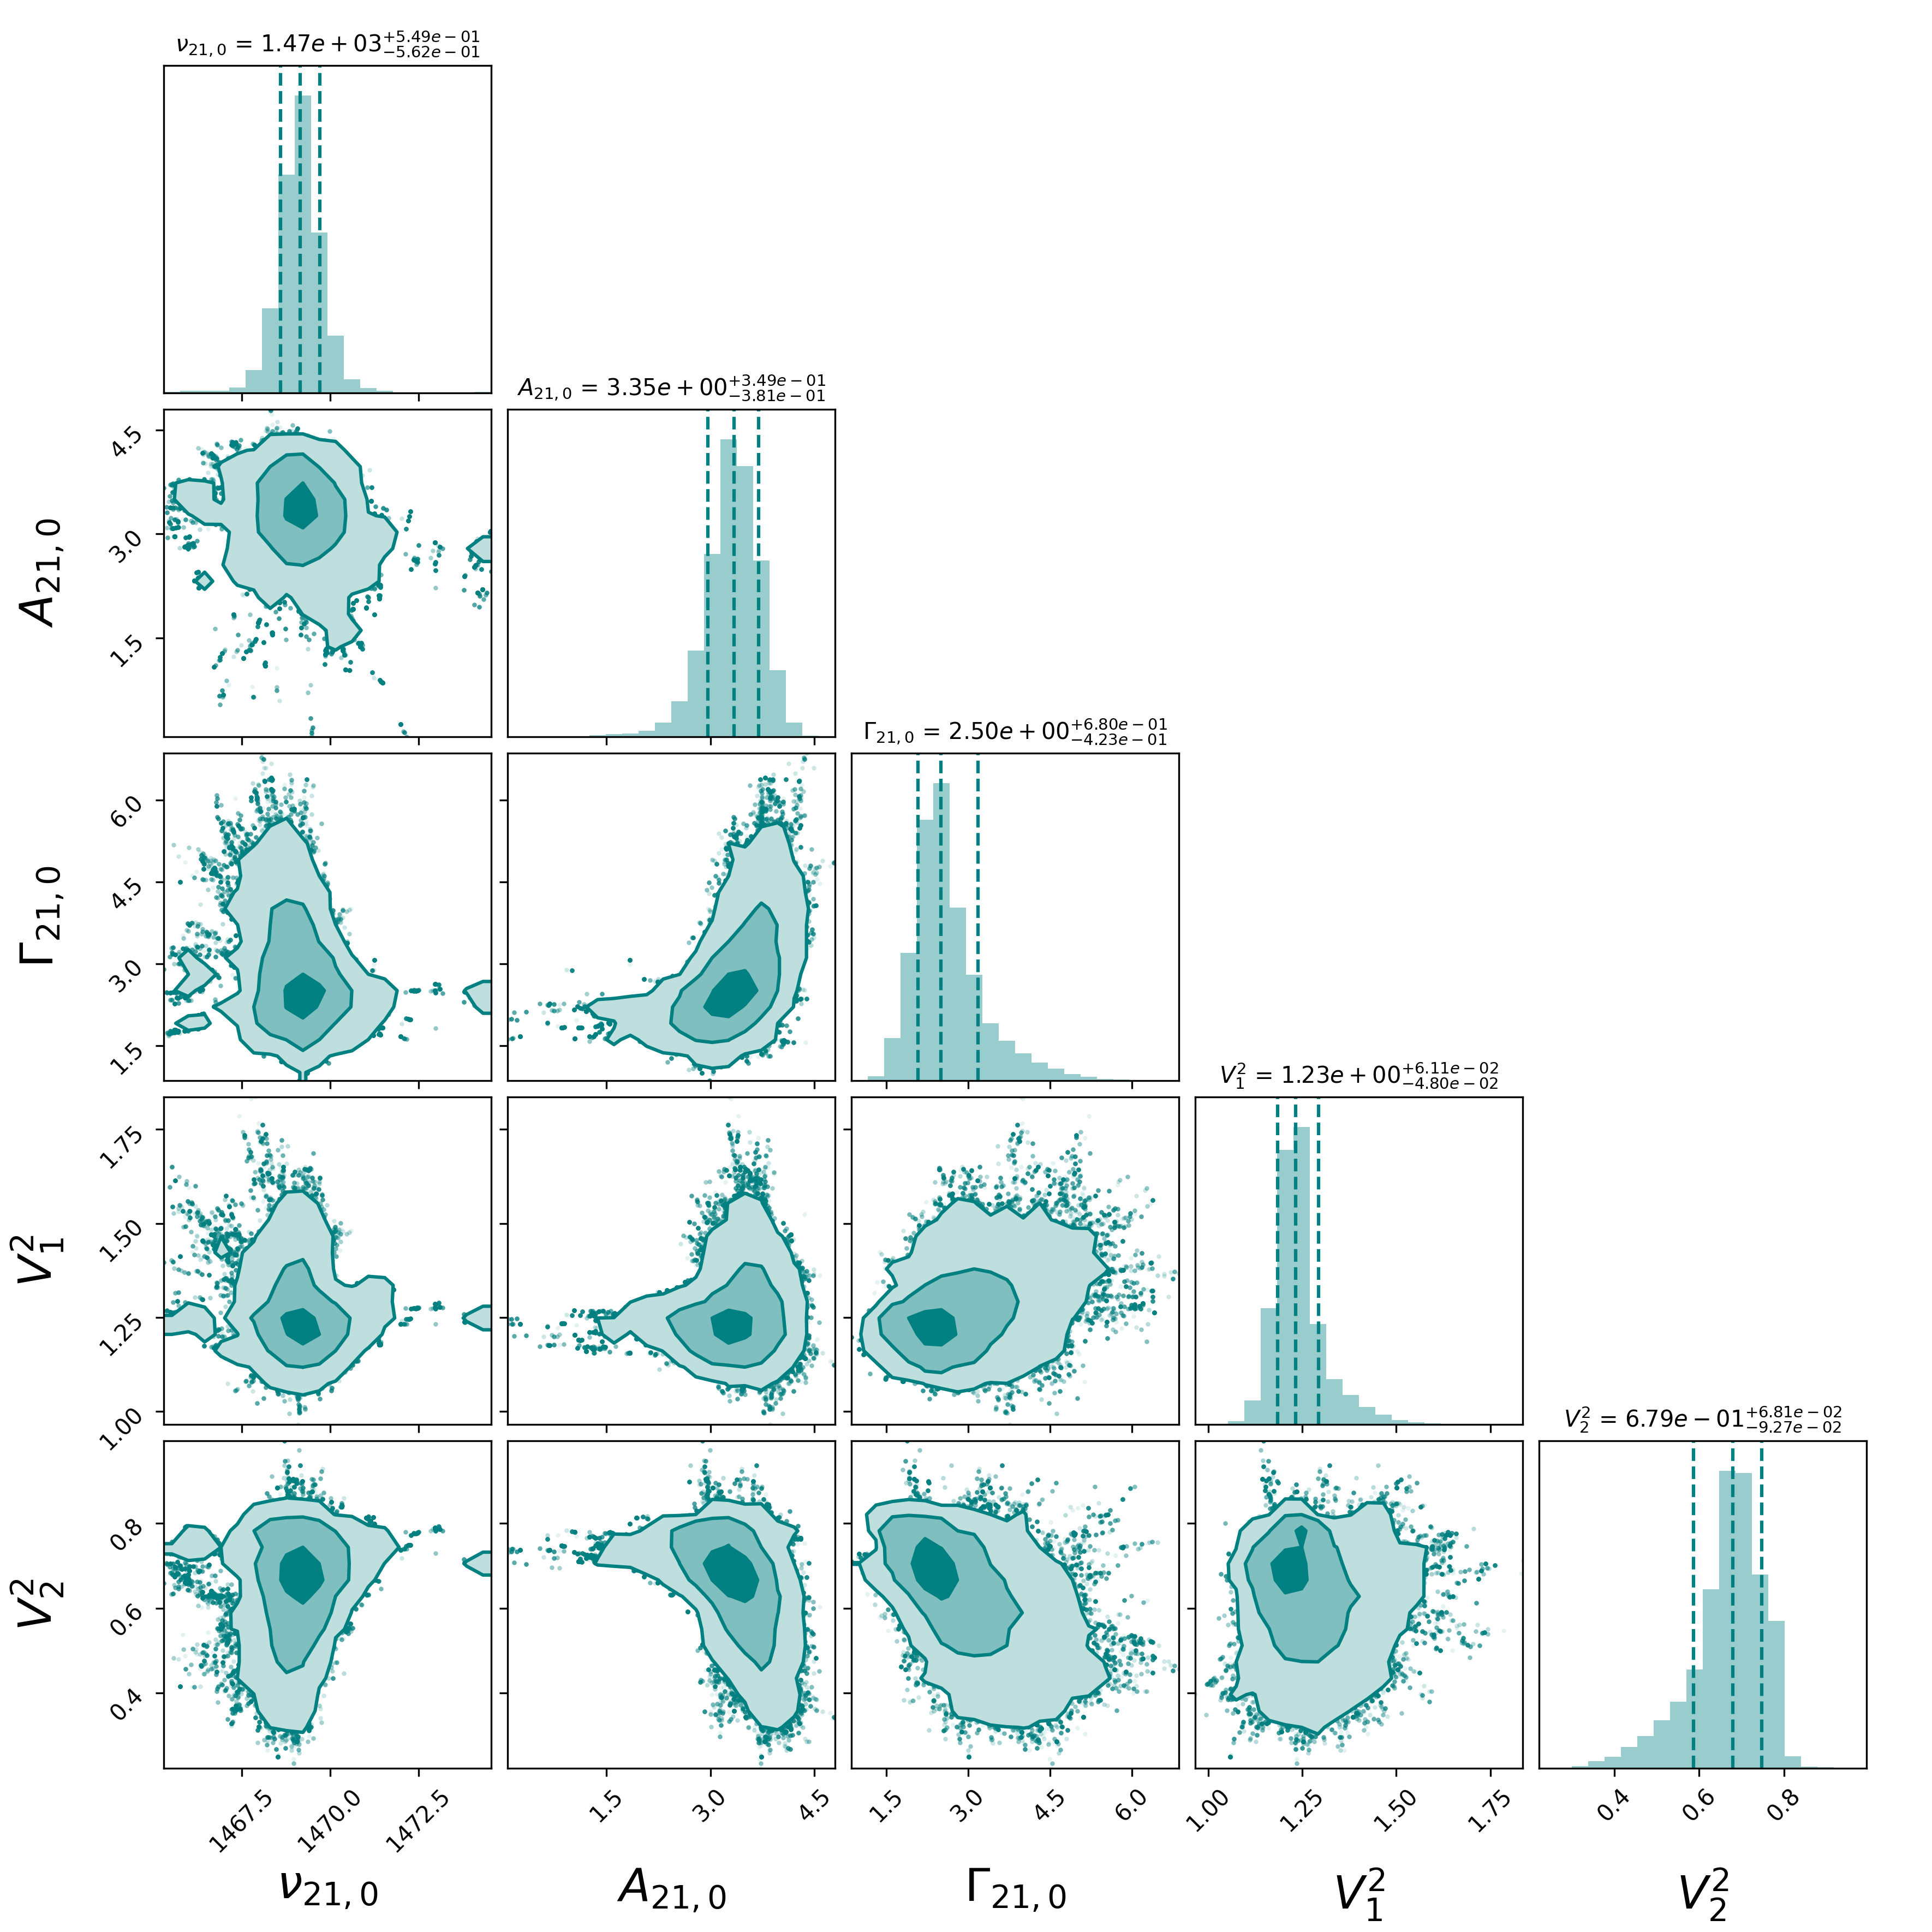 ν21, 0 = 1.47e + 03 +5.49e − 01 −5.62e − 01
A21, 0 = 3.35e + 00 +3.49e − 01 −3.81e − 01
4.5
3.0
1.5
A21, 0
Γ21, 0 = 2.50e + 00 +6.80e − 01 −4.23e − 01
6.0
4.5
3.0
1.5
Γ21, 0
V²₁ = 1.23e + 00 +6.11e − 02 −4.80e − 02
1.75
1.50
1.25
1.00
V²₁
V²₂ = 6.79e − 01 +6.81e − 02 −9.27e − 02
0.8
0.6
0.4
V²₂
1467.5 1470.0 1472.5 1.5 3.0 4.5 1.5 3.0 4.5 6.0 1.00 1.25 1.50 1.75 0.4 0.6 0.8
ν21, 0 A21, 0 Γ21, 0 V²₁ V²₂